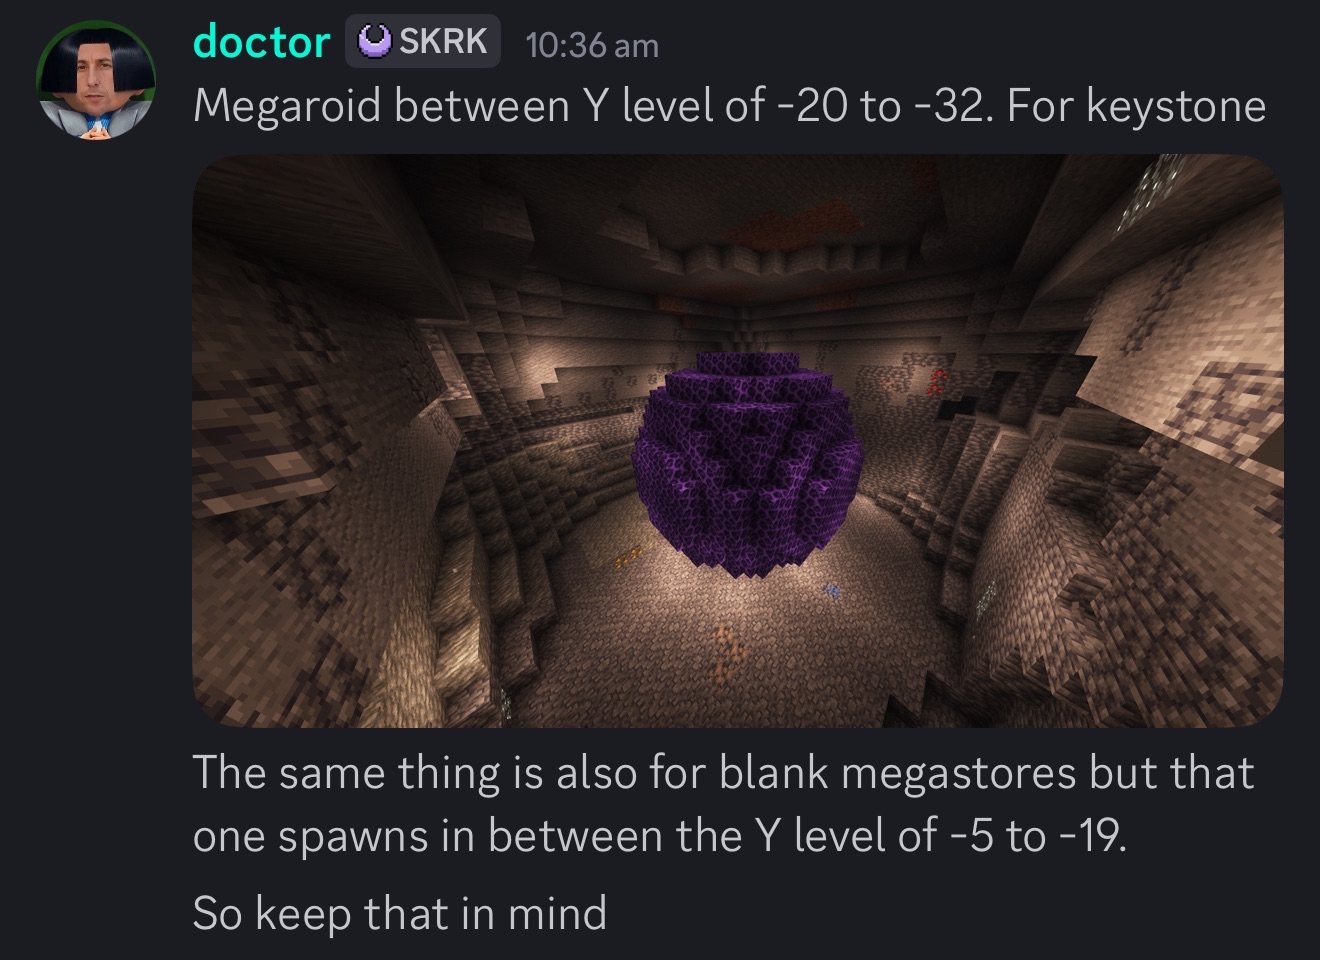 doctor SKRK 10:36 am
Megaroid between Y level of -20 to -32. For keystone
The same thing is also for blank megastores but that
one spawns in between the Y level of -5 to -19.
So keep that in mind